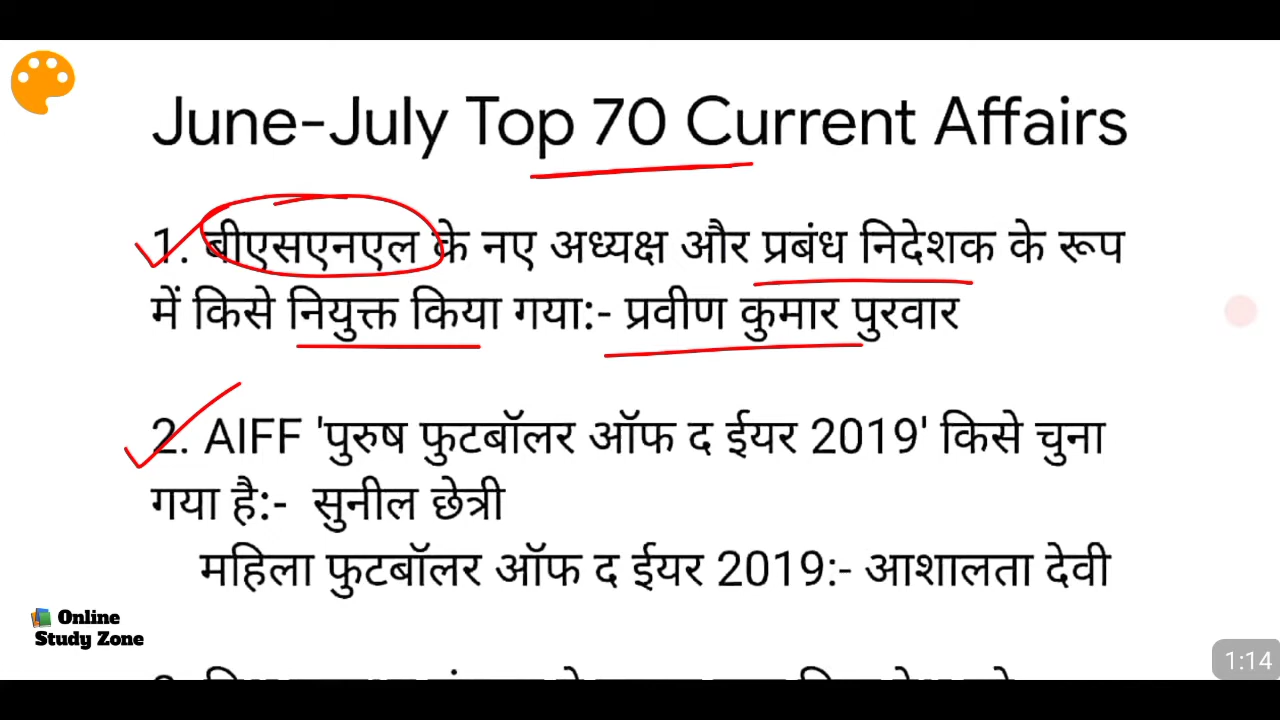 June-July Top 70 Current Affairs
1. बीएसएनएल के नए अध्यक्ष और प्रबंध निदेशक के रूप
में किसे नियुक्त किया गया:- प्रवीण कुमार पुरवार
2. AIFF 'पुरुष फुटबॉलर ऑफ द ईयर 2019' किसे चुना
गया है:- सुनील छेत्री
महिला फुटबॉलर ऑफ द ईयर 2019:- आशालता देवी
Online
Study Zone
1:14